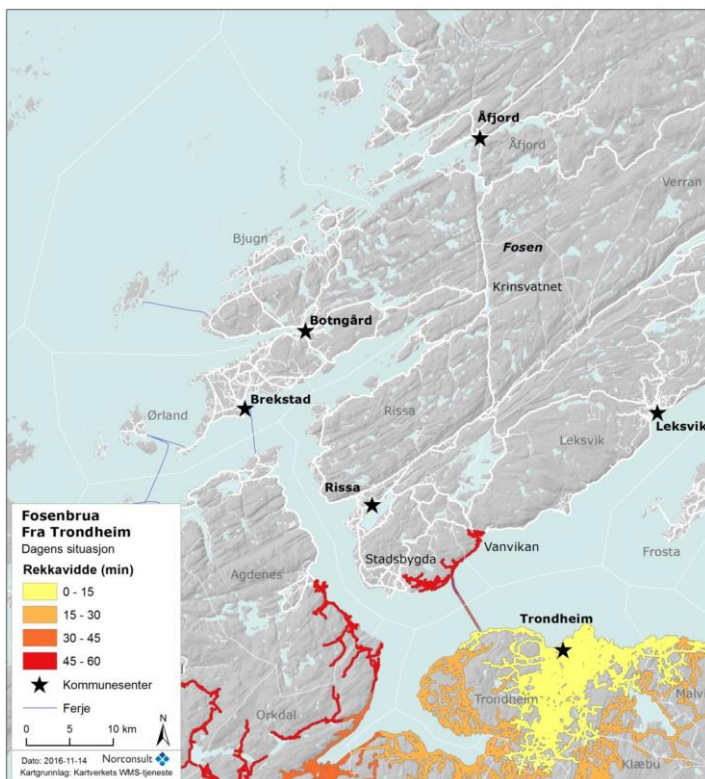 Åfjord
Åfjord
Verran
Bjugn
Fosen
Krinsvatnet
Botngård
Brekstad
Ørland
Rissa
Leksvik
Leksvik
Rissa
Stadsbygda
Vanvikan
Frosta
Agdenes
Trondheim
Trondheim
Malvi
Orkdal
Klæbu
Fosenbrua
Fra Trondheim
Dagens situasjon
Rekkavidde (min)
0 - 15
15 - 30
30 - 45
45 - 60
Kommunesenter
Ferje
0 5 10 km
N
Dato: 2016-11-14 Norconsult
Kartgrunnlag: Kartverkets WMS-tjeneste